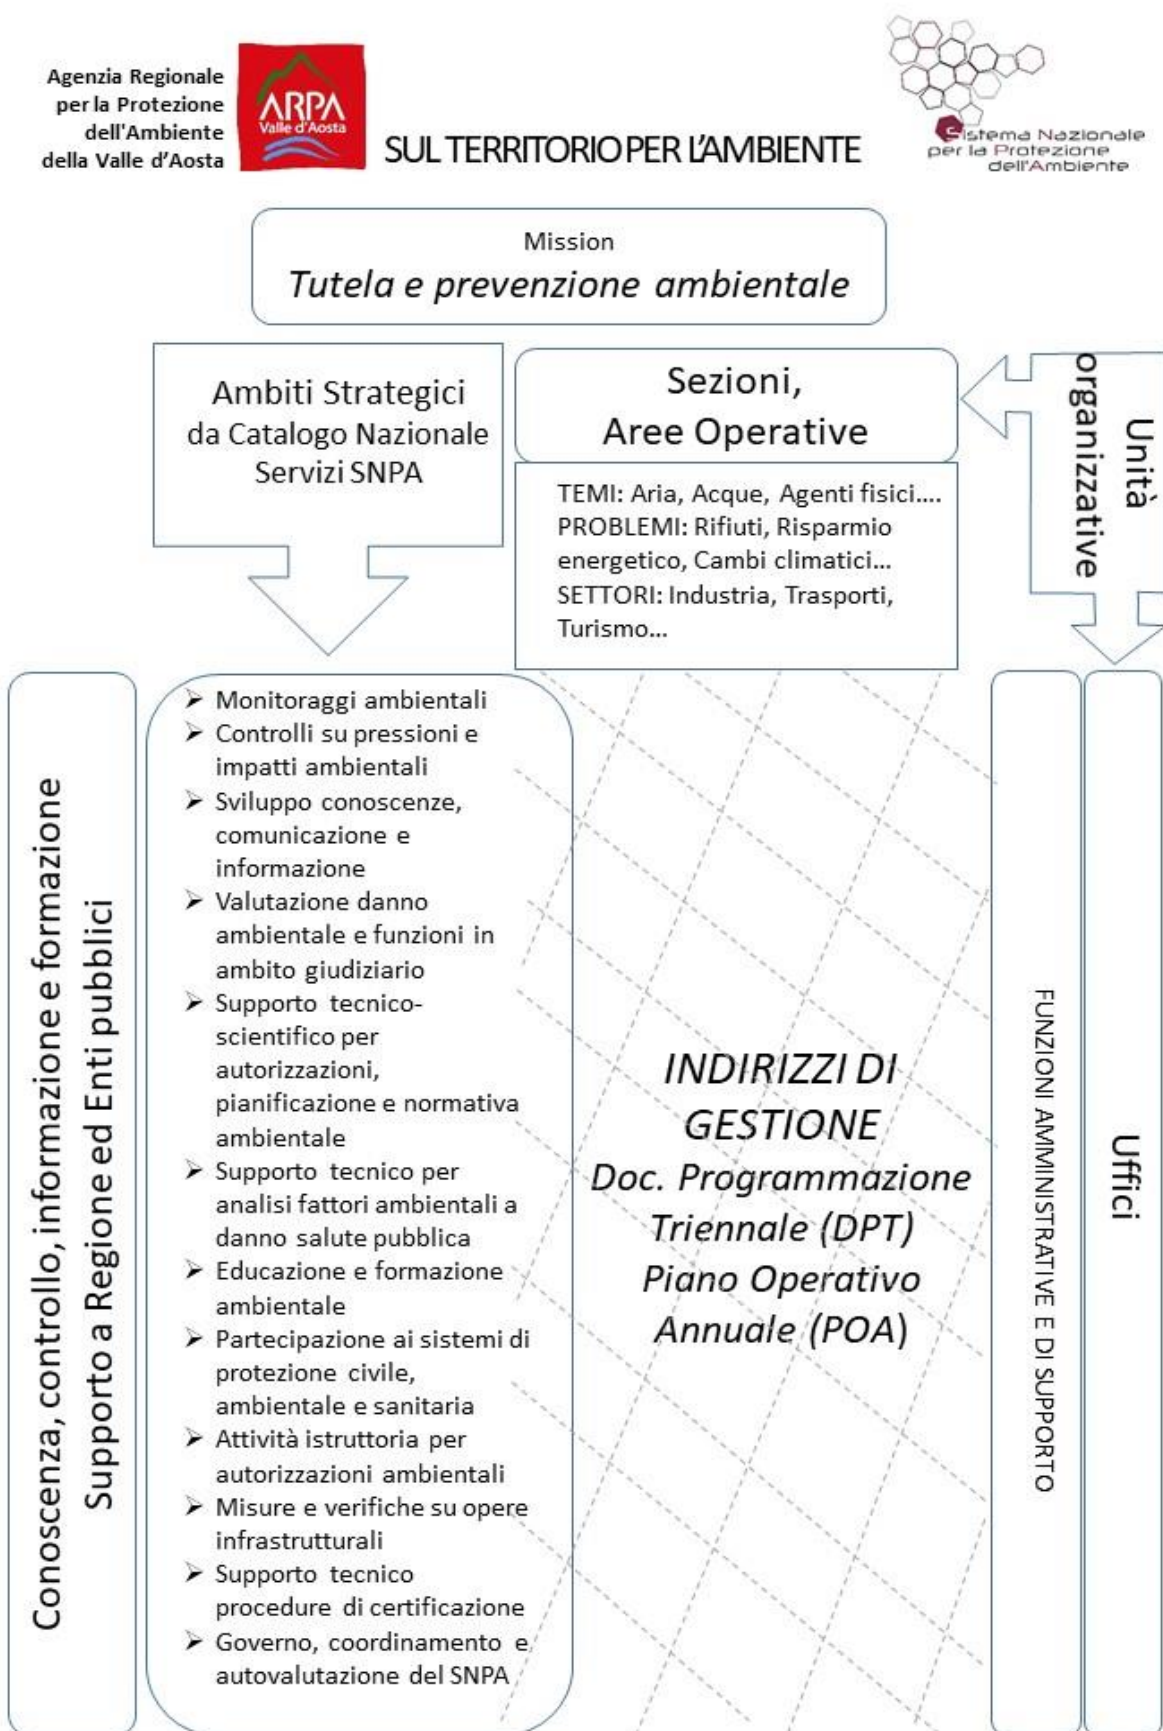 Agenzia Regionale
per la Protezione
dell'Ambiente
della Valle d'Aosta
ARPA
Valle d'Aosta
SUL TERRITORIO PER L'AMBIENTE
Sistema Nazionale
per la Protezione
dell'Ambiente
Mission
Tutela e prevenzione ambientale
Ambiti Strategici
da Catalogo Nazionale
Servizi SNPA
Sezioni,
Aree Operative
TEMI: Aria, Acque, Agenti fisici....
PROBLEMI: Rifiuti, Risparmio
energetico, Cambi climatici...
SETTORI: Industria, Trasporti,
Turismo...
Unità
organizzative
Conoscenza, controllo, informazione e formazione
Supporto a Regione ed Enti pubblici
➤ Monitoraggi ambientali
➤ Controlli su pressioni e
impatti ambientali
➤ Sviluppo conoscenze,
comunicazione e
informazione
➤ Valutazione danno
ambientale e funzioni in
ambito giudiziario
➤ Supporto tecnico-
scientifico per
autorizzazioni,
pianificazione e normativa
ambientale
➤ Supporto tecnico per
analisi fattori ambientali a
danno salute pubblica
➤ Educazione e formazione
ambientale
➤ Partecipazione ai sistemi di
protezione civile,
ambientale e sanitaria
➤ Attività istruttoria per
autorizzazioni ambientali
➤ Misure e verifiche su opere
infrastrutturali
➤ Supporto tecnico
procedure di certificazione
➤ Governo, coordinamento e
autovalutazione del SNPA
INDIRIZZI DI
GESTIONE
Doc. Programmazione
Triennale (DPT)
Piano Operativo
Annuale (POA)
FUNZIONI AMMINISTRATIVE E DI SUPPORTO
Uffici